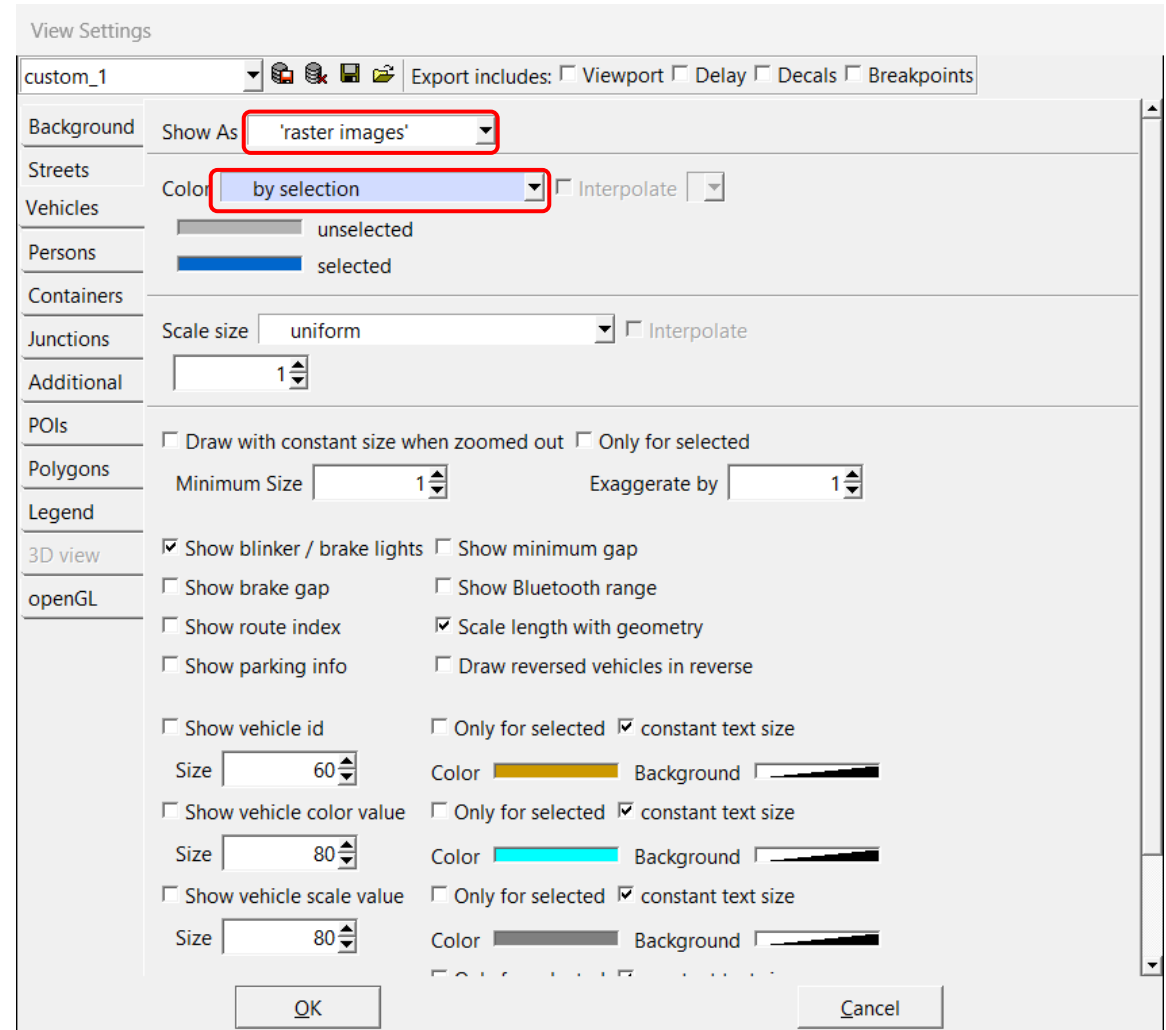 View Settings
custom_1 Export includes: Viewport Delay Decals Breakpoints
Background
Streets
Vehicles
Persons
Containers
Junctions
Additional
POIs
Polygons
Legend
3D view
openGL
Show As 'raster images'
Color by selection Interpolate
unselected
selected
Scale size uniform Interpolate
1
Draw with constant size when zoomed out Only for selected
Minimum Size 1 Exaggerate by 1
Show blinker / brake lights Show minimum gap
Show brake gap Show Bluetooth range
Show route index Scale length with geometry
Show parking info Draw reversed vehicles in reverse
Show vehicle id Only for selected constant text size
Size 60 Color Background
Show vehicle color value Only for selected constant text size
Size 80 Color Background
Show vehicle scale value Only for selected constant text size
Size 80 Color Background
OK Cancel